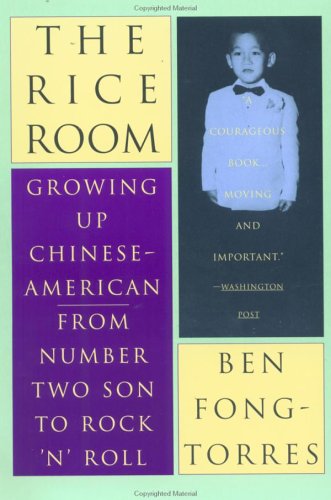 THE
RICE
ROOM
GROWING
UP
CHINESE-
AMERICAN
FROM
NUMBER
TWO SON
TO ROCK
'N' ROLL
"A
COURAGEOUS
BOOK...
MOVING
AND
IMPORTANT."
—WASHINGTON
POST
BEN
FONG-
TORRES